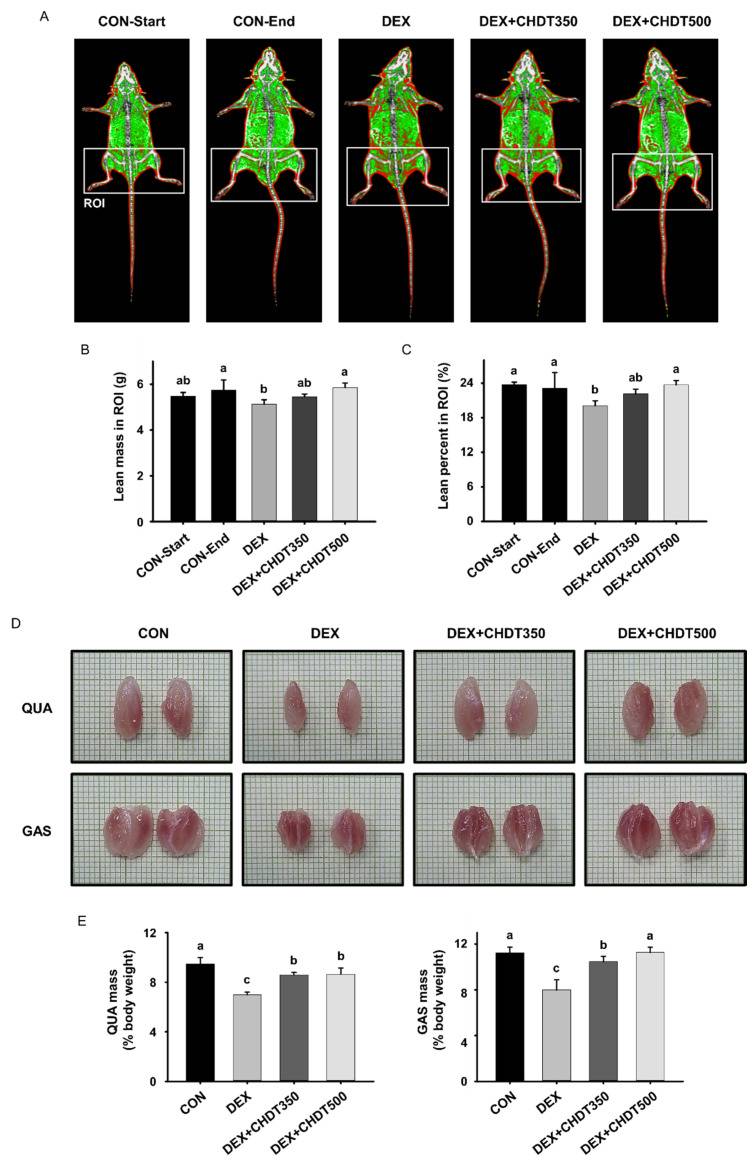 A
CON-Start CON-End DEX DEX+CHDT350 DEX+CHDT500
ROI
B
Lean mass in ROI (g)
8
6
4
2
0
ab a b ab a
CON-Start
CON-End
DEX
DEX+CHDT350
DEX+CHDT500
C
Lean percent in ROI (%)
24
18
12
6
0
a a b ab a
CON-Start
CON-End
DEX
DEX+CHDT350
DEX+CHDT500
D
CON DEX DEX+CHDT350 DEX+CHDT500
QUA
GAS
E
QUA mass
(% body weight)
12
8
4
0
a c b b
CON
DEX
DEX+CHDT350
DEX+CHDT500
GAS mass
(% body weight)
12
8
4
0
a c b a
CON
DEX
DEX+CHDT350
DEX+CHDT500